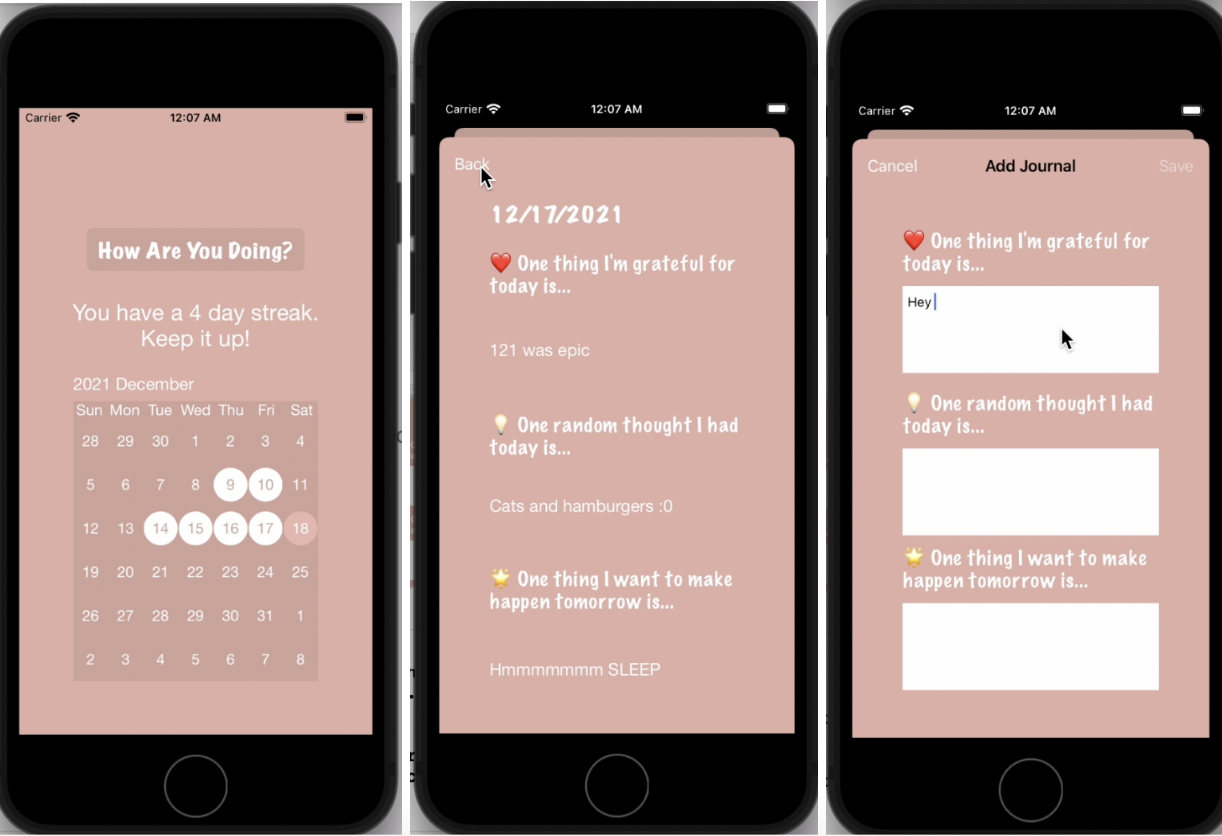 Carrier 12:07 AM
How Are You Doing?
You have a 4 day streak.
Keep it up!
2021 December
Sun Mon Tue Wed Thu Fri Sat
28 29 30 1 2 3 4
5 6 7 8 9 10 11
12 13 14 15 16 17 18
19 20 21 22 23 24 25
26 27 28 29 30 31 1
2 3 4 5 6 7 8
Carrier 12:07 AM
Back
12/17/2021
❤️ One thing I'm grateful for
today is...
121 was epic
💡 One random thought I had
today is...
Cats and hamburgers :0
🌟 One thing I want to make
happen tomorrow is...
Hmmmmmmm SLEEP
Carrier 12:07 AM
Cancel Add Journal Save
❤️ One thing I'm grateful for
today is...
Hey
💡 One random thought I had
today is...
🌟 One thing I want to make
happen tomorrow is...